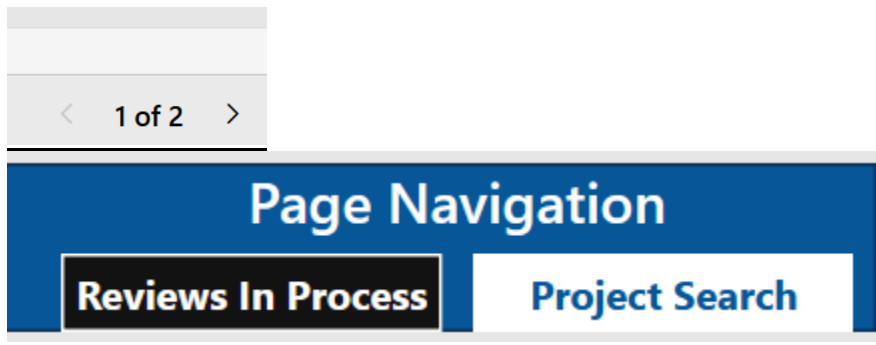 1 of 2
Page Navigation
Reviews In Process
Project Search